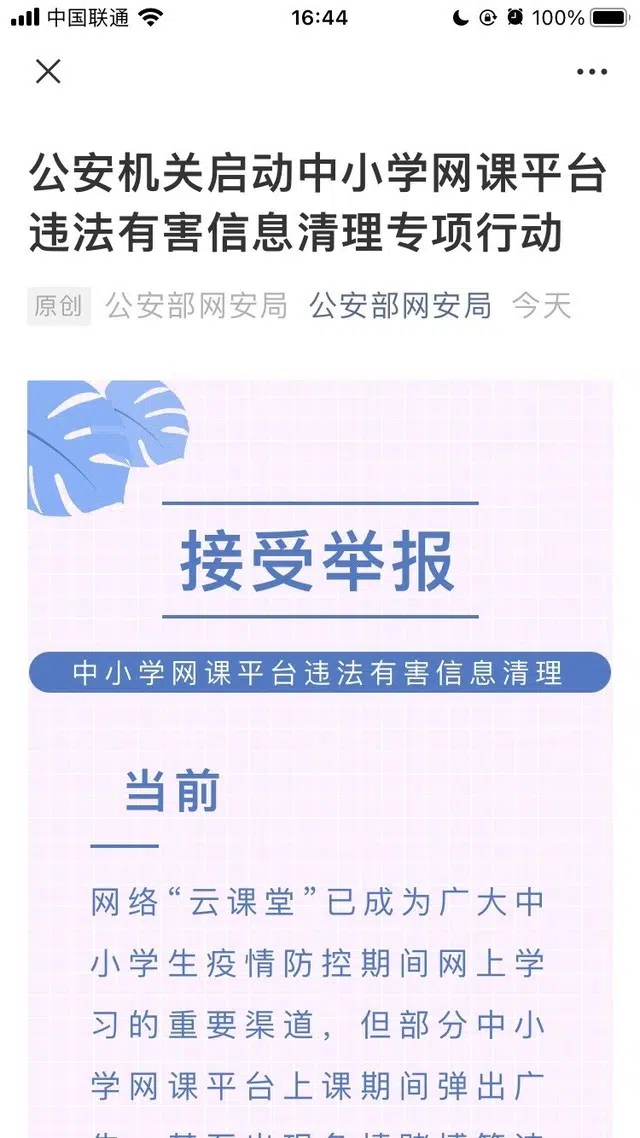 中国联通 16:44 100%
公安机关启动中小学网课平台
违法有害信息清理专项行动
原创 公安部网安局 公安部网安局 今天
接受举报
中小学网课平台违法有害信息清理
当前
网络“云课堂”已成为广大中
小学生疫情防控期间网上学
习的重要渠道，但部分中小
学网课平台上课期间弹出广